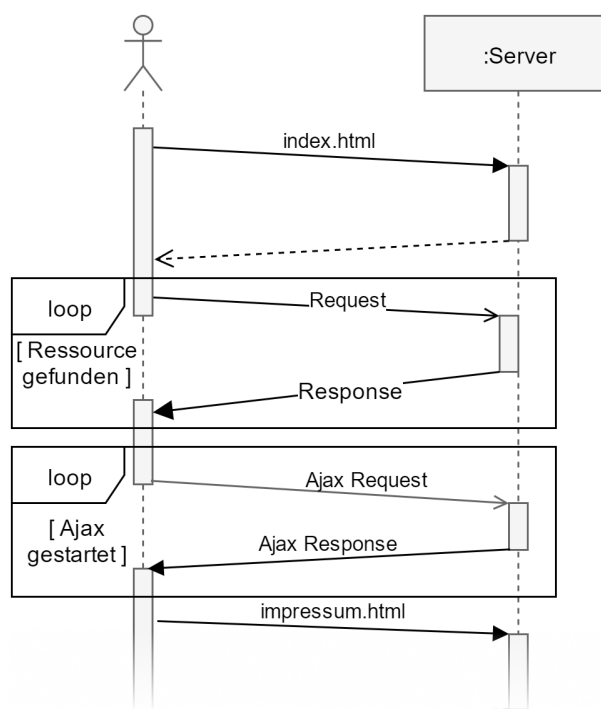 :Server
index.html
loop
Request
[ Ressource
gefunden ]
Response
loop
Ajax Request
[ Ajax
gestartet ]
Ajax Response
impressum.html